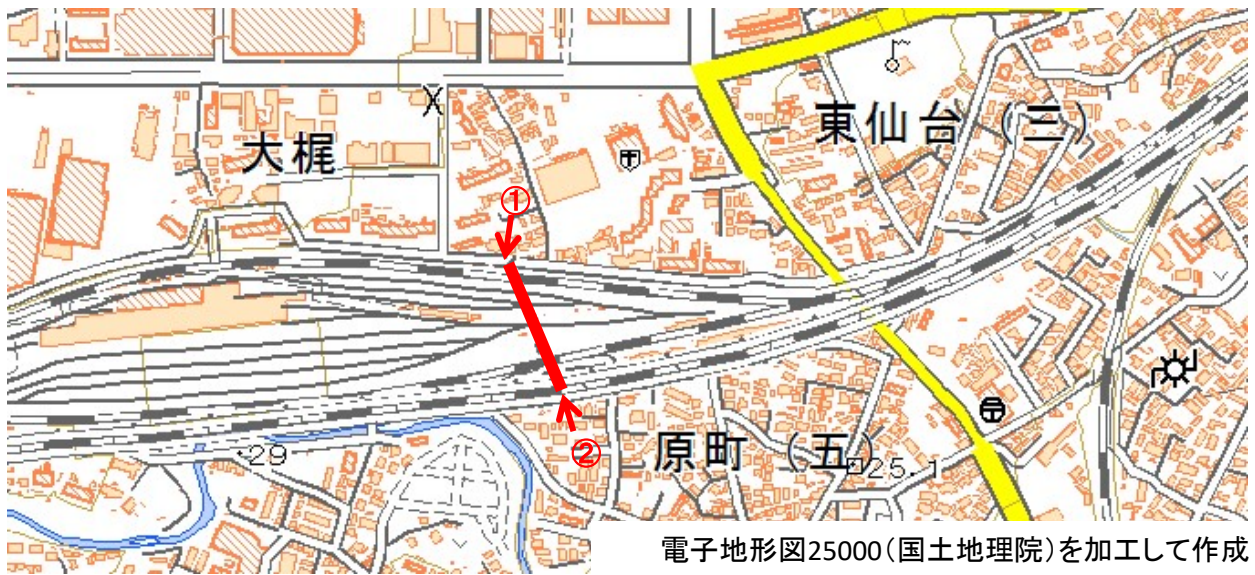 東仙台（三）
大梶
①
②
原町（五）
・29
25.1
電子地形図25000（国土地理院）を加工して作成